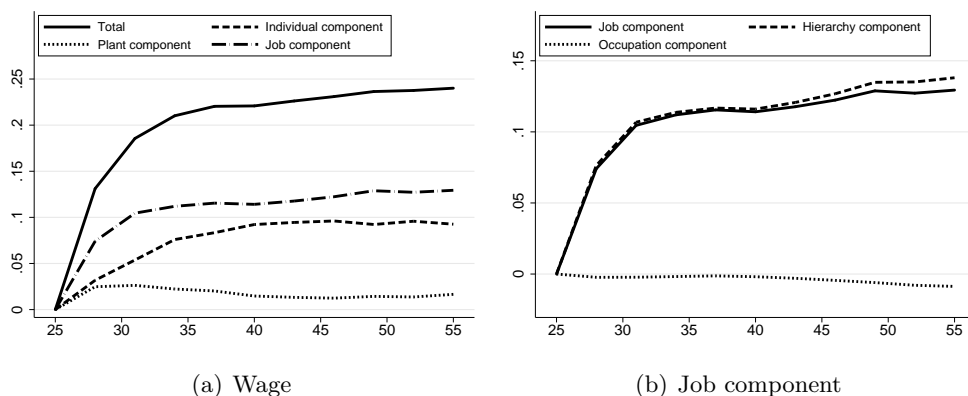 Total
Individual component
Plant component
Job component
.25
.2
.15
.1
.05
0
25 30 35 40 45 50 55
(a) Wage
Job component
Hierarchy component
Occupation component
.15
.1
.05
0
25 30 35 40 45 50 55
(b) Job component